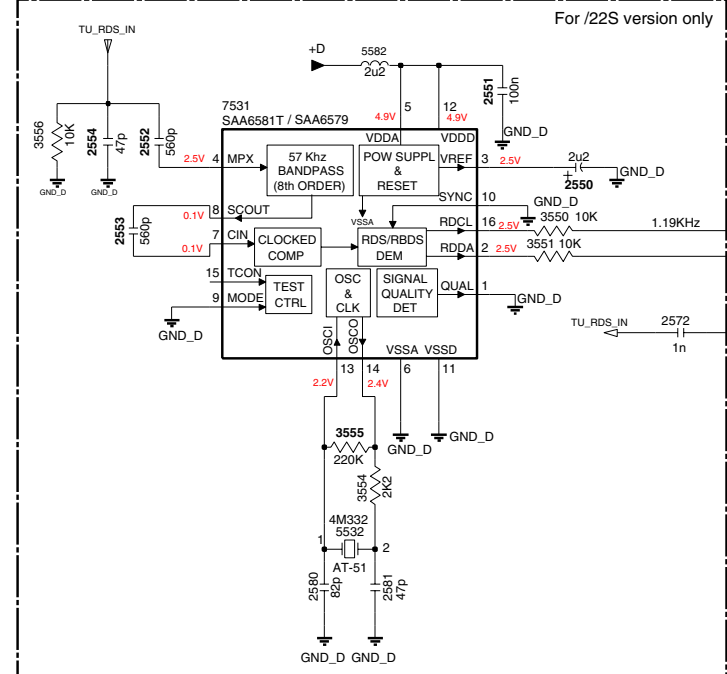 For /22S version only
TU_RDS_IN
+D
5582
2u2
2551
100n
GND_D
3556
10K
2554
47p
2552
560p
GND_D
GND_D
7531
SAA6581T / SAA6579
4.9V
5
12
4.9V
VDDA
VDDD
2.5V
4
MPX
57 Khz
BANDPASS
(8th ORDER)
POW SUPPL
&
RESET
VREF
3
2.5V
2u2
+
2550
GND_D
SYNC
10
GND_D
VSSA
2553
560p
0.1V
8
SCOUT
0.1V
7
CIN
CLOCKED
COMP
RDS/RBDS
DEM
RDCL
16
2.5V
3550 10K
1.19KHz
RDDA
2
2.5V
3551 10K
15
TCON
9
MODE
TEST
CTRL
GND_D
OSC
&
CLK
SIGNAL
QUALITY
DET
QUAL
1
GND_D
OSCI
OSCO
VSSA
VSSD
TU_RDS_IN
2572
1n
13
14
6
11
2.2V
2.4V
GND_D
GND_D
3555
220K
3554
2K2
4M332
5532
1
2
AT-51
2580
82p
2581
47p
GND_D
GND_D